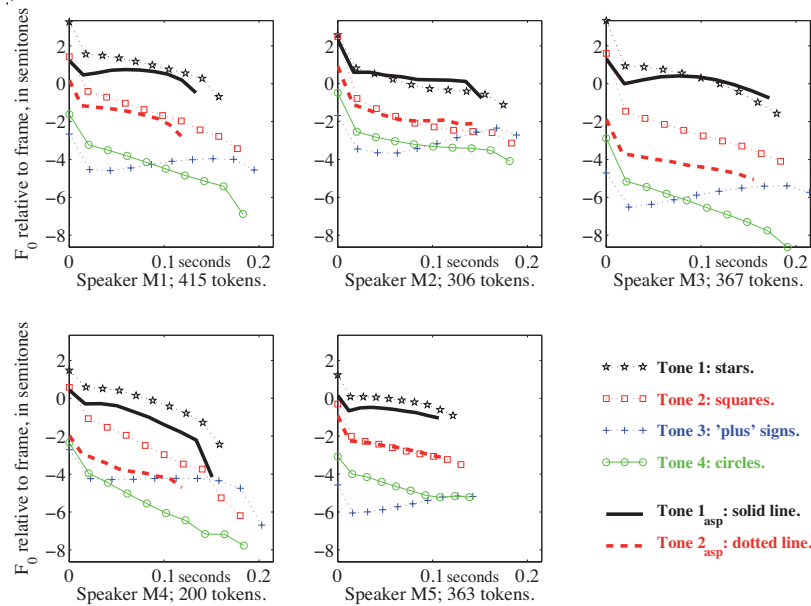 F0 relative to frame, in semitones
2
0
−2
−4
−6
−8
0
0.1 seconds
0.2
Speaker M1; 415 tokens.
2
0
−2
−4
−6
−8
0
0.1 seconds
0.2
Speaker M2; 306 tokens.
2
0
−2
−4
−6
−8
0
0.1 seconds
0.2
Speaker M3; 367 tokens.
F0 relative to frame, in semitones
2
0
−2
−4
−6
−8
0
0.1 seconds
0.2
Speaker M4; 200 tokens.
2
0
−2
−4
−6
−8
0
0.1 seconds
0.2
Speaker M5; 363 tokens.
Tone 1: stars.
Tone 2: squares.
Tone 3: 'plus' signs.
Tone 4: circles.
Tone 1asp: solid line.
Tone 2asp: dotted line.